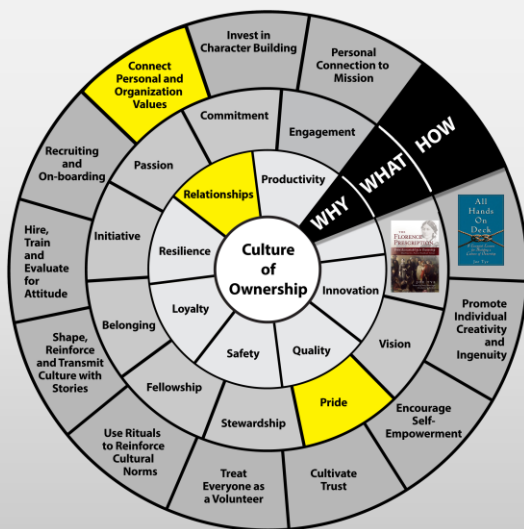 Invest in
Character Building
Personal
Connection to
Mission
HOW
All
Hands
On
Deck
Promote
Individual
Creativity
and
Ingenuity
Encourage
Self-
Empowerment
Cultivate
Trust
Treat
Everyone as
a Volunteer
Use Rituals
to Reinforce
Cultural
Norms
Shape,
Reinforce
and Transmit
Culture with
Stories
Hire,
Train
and
Evaluate
for
Attitude
Recruiting
and
On-boarding
Connect
Personal and
Organization
Values
Commitment
Engagement
WHAT
THE
FLORENCE
PRESCRIPTION
Vision
Pride
Stewardship
Fellowship
Belonging
Initiative
Passion
Relationships
Productivity
WHY
Innovation
Quality
Safety
Loyalty
Resilience
Culture
of
Ownership